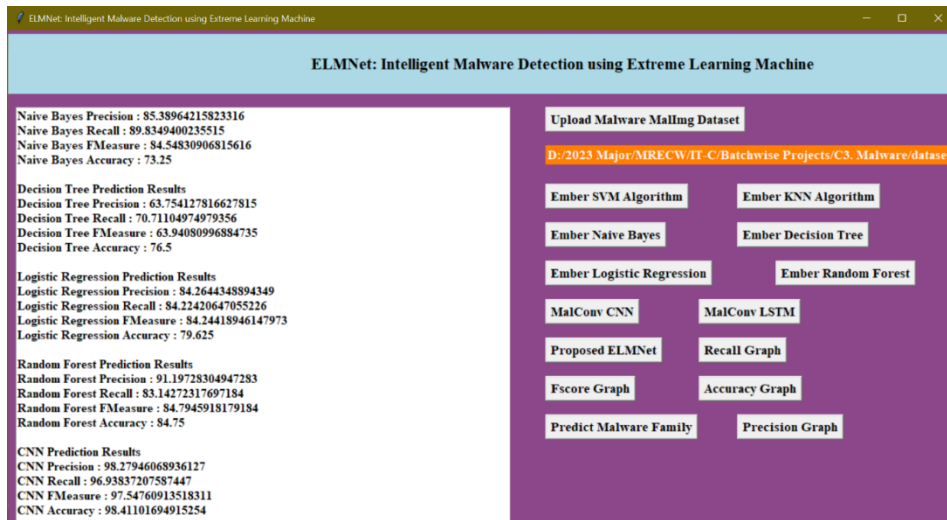 ELMNet: Intelligent Malware Detection using Extreme Learning Machine
ELMNet: Intelligent Malware Detection using Extreme Learning Machine
Naive Bayes Precision : 85.38964215823316
Naive Bayes Recall : 89.8349400235515
Naive Bayes FMeasure : 84.54830906815616
Naive Bayes Accuracy : 73.25
Decision Tree Prediction Results
Decision Tree Precision : 63.754127816627815
Decision Tree Recall : 70.71104974979356
Decision Tree FMeasure : 63.94080996884735
Decision Tree Accuracy : 76.5
Logistic Regression Prediction Results
Logistic Regression Precision : 84.2644348894349
Logistic Regression Recall : 84.22420647055226
Logistic Regression FMeasure : 84.24418946147973
Logistic Regression Accuracy : 79.625
Random Forest Prediction Results
Random Forest Precision : 91.19728304947283
Random Forest Recall : 83.14272317697184
Random Forest FMeasure : 84.7945918179184
Random Forest Accuracy : 84.75
CNN Prediction Results
CNN Precision : 98.27946068936127
CNN Recall : 96.93837207587447
CNN FMeasure : 97.54760913518311
CNN Accuracy : 98.41101694915254
Upload Malware MalImg Dataset
D:/2023 Major/MRECW/IT-C/Batchwise Projects/C3. Malware/datase
Ember SVM Algorithm Ember KNN Algorithm
Ember Naive Bayes Ember Decision Tree
Ember Logistic Regression Ember Random Forest
MalConv CNN MalConv LSTM
Proposed ELMNet Recall Graph
Fscore Graph Accuracy Graph
Predict Malware Family Precision Graph